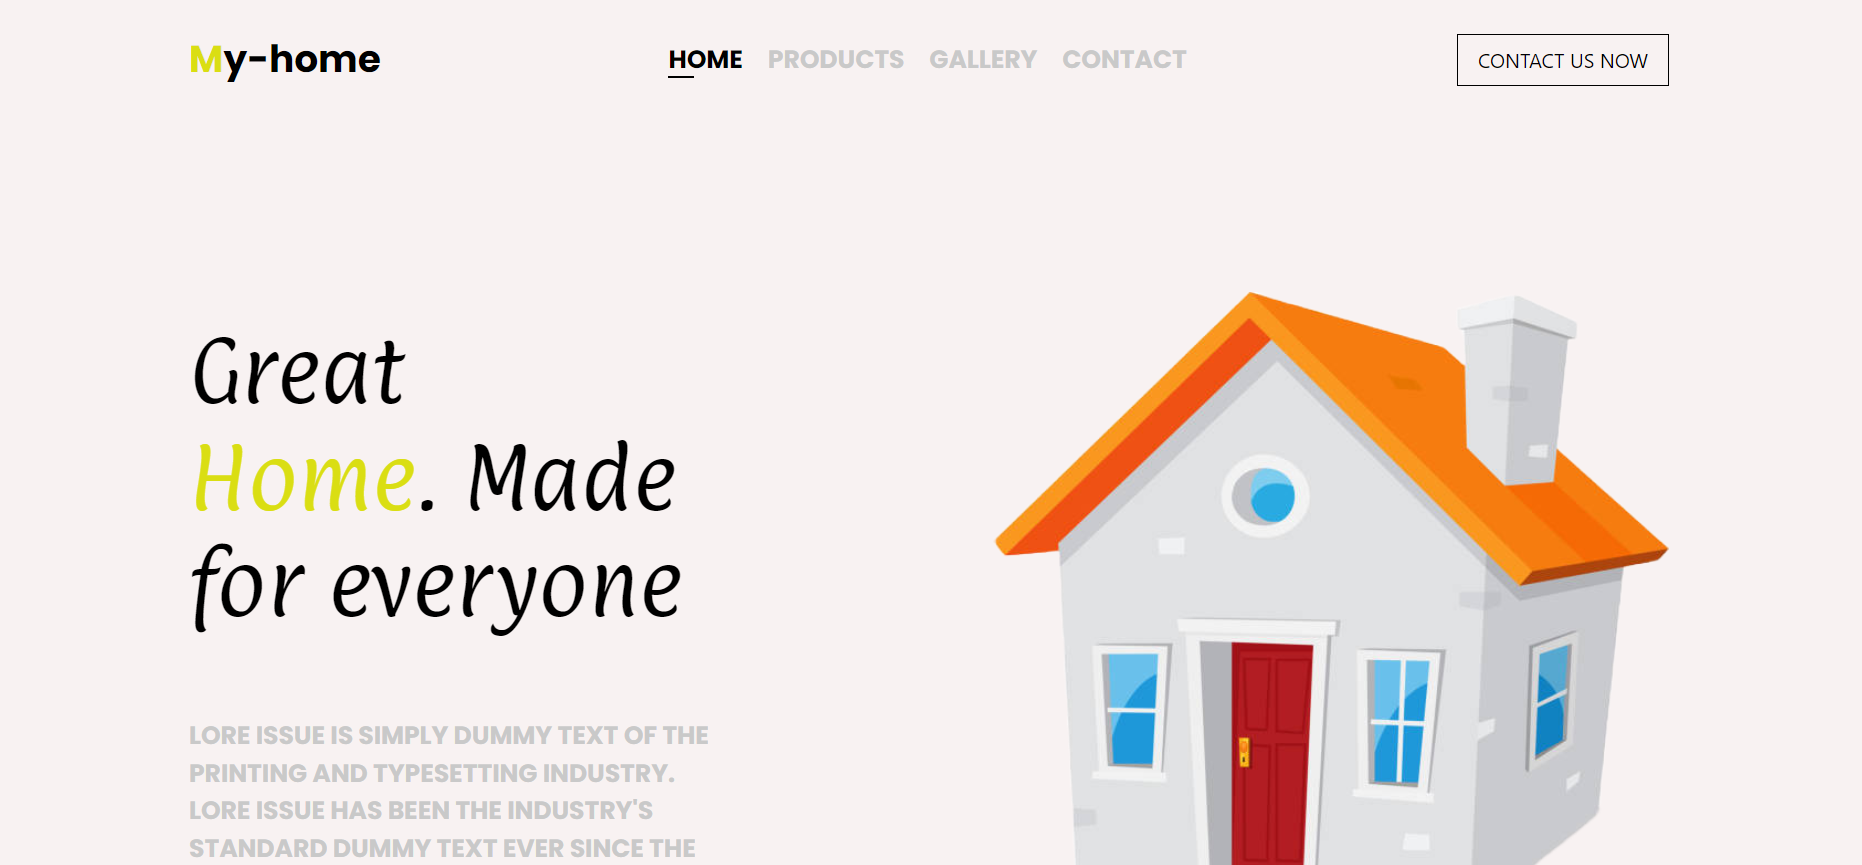 My-home
HOME PRODUCTS GALLERY CONTACT
CONTACT US NOW
Great
Home. Made
for everyone
LORE ISSUE IS SIMPLY DUMMY TEXT OF THE
PRINTING AND TYPESETTING INDUSTRY.
LORE ISSUE HAS BEEN THE INDUSTRY'S
STANDARD DUMMY TEXT EVER SINCE THE